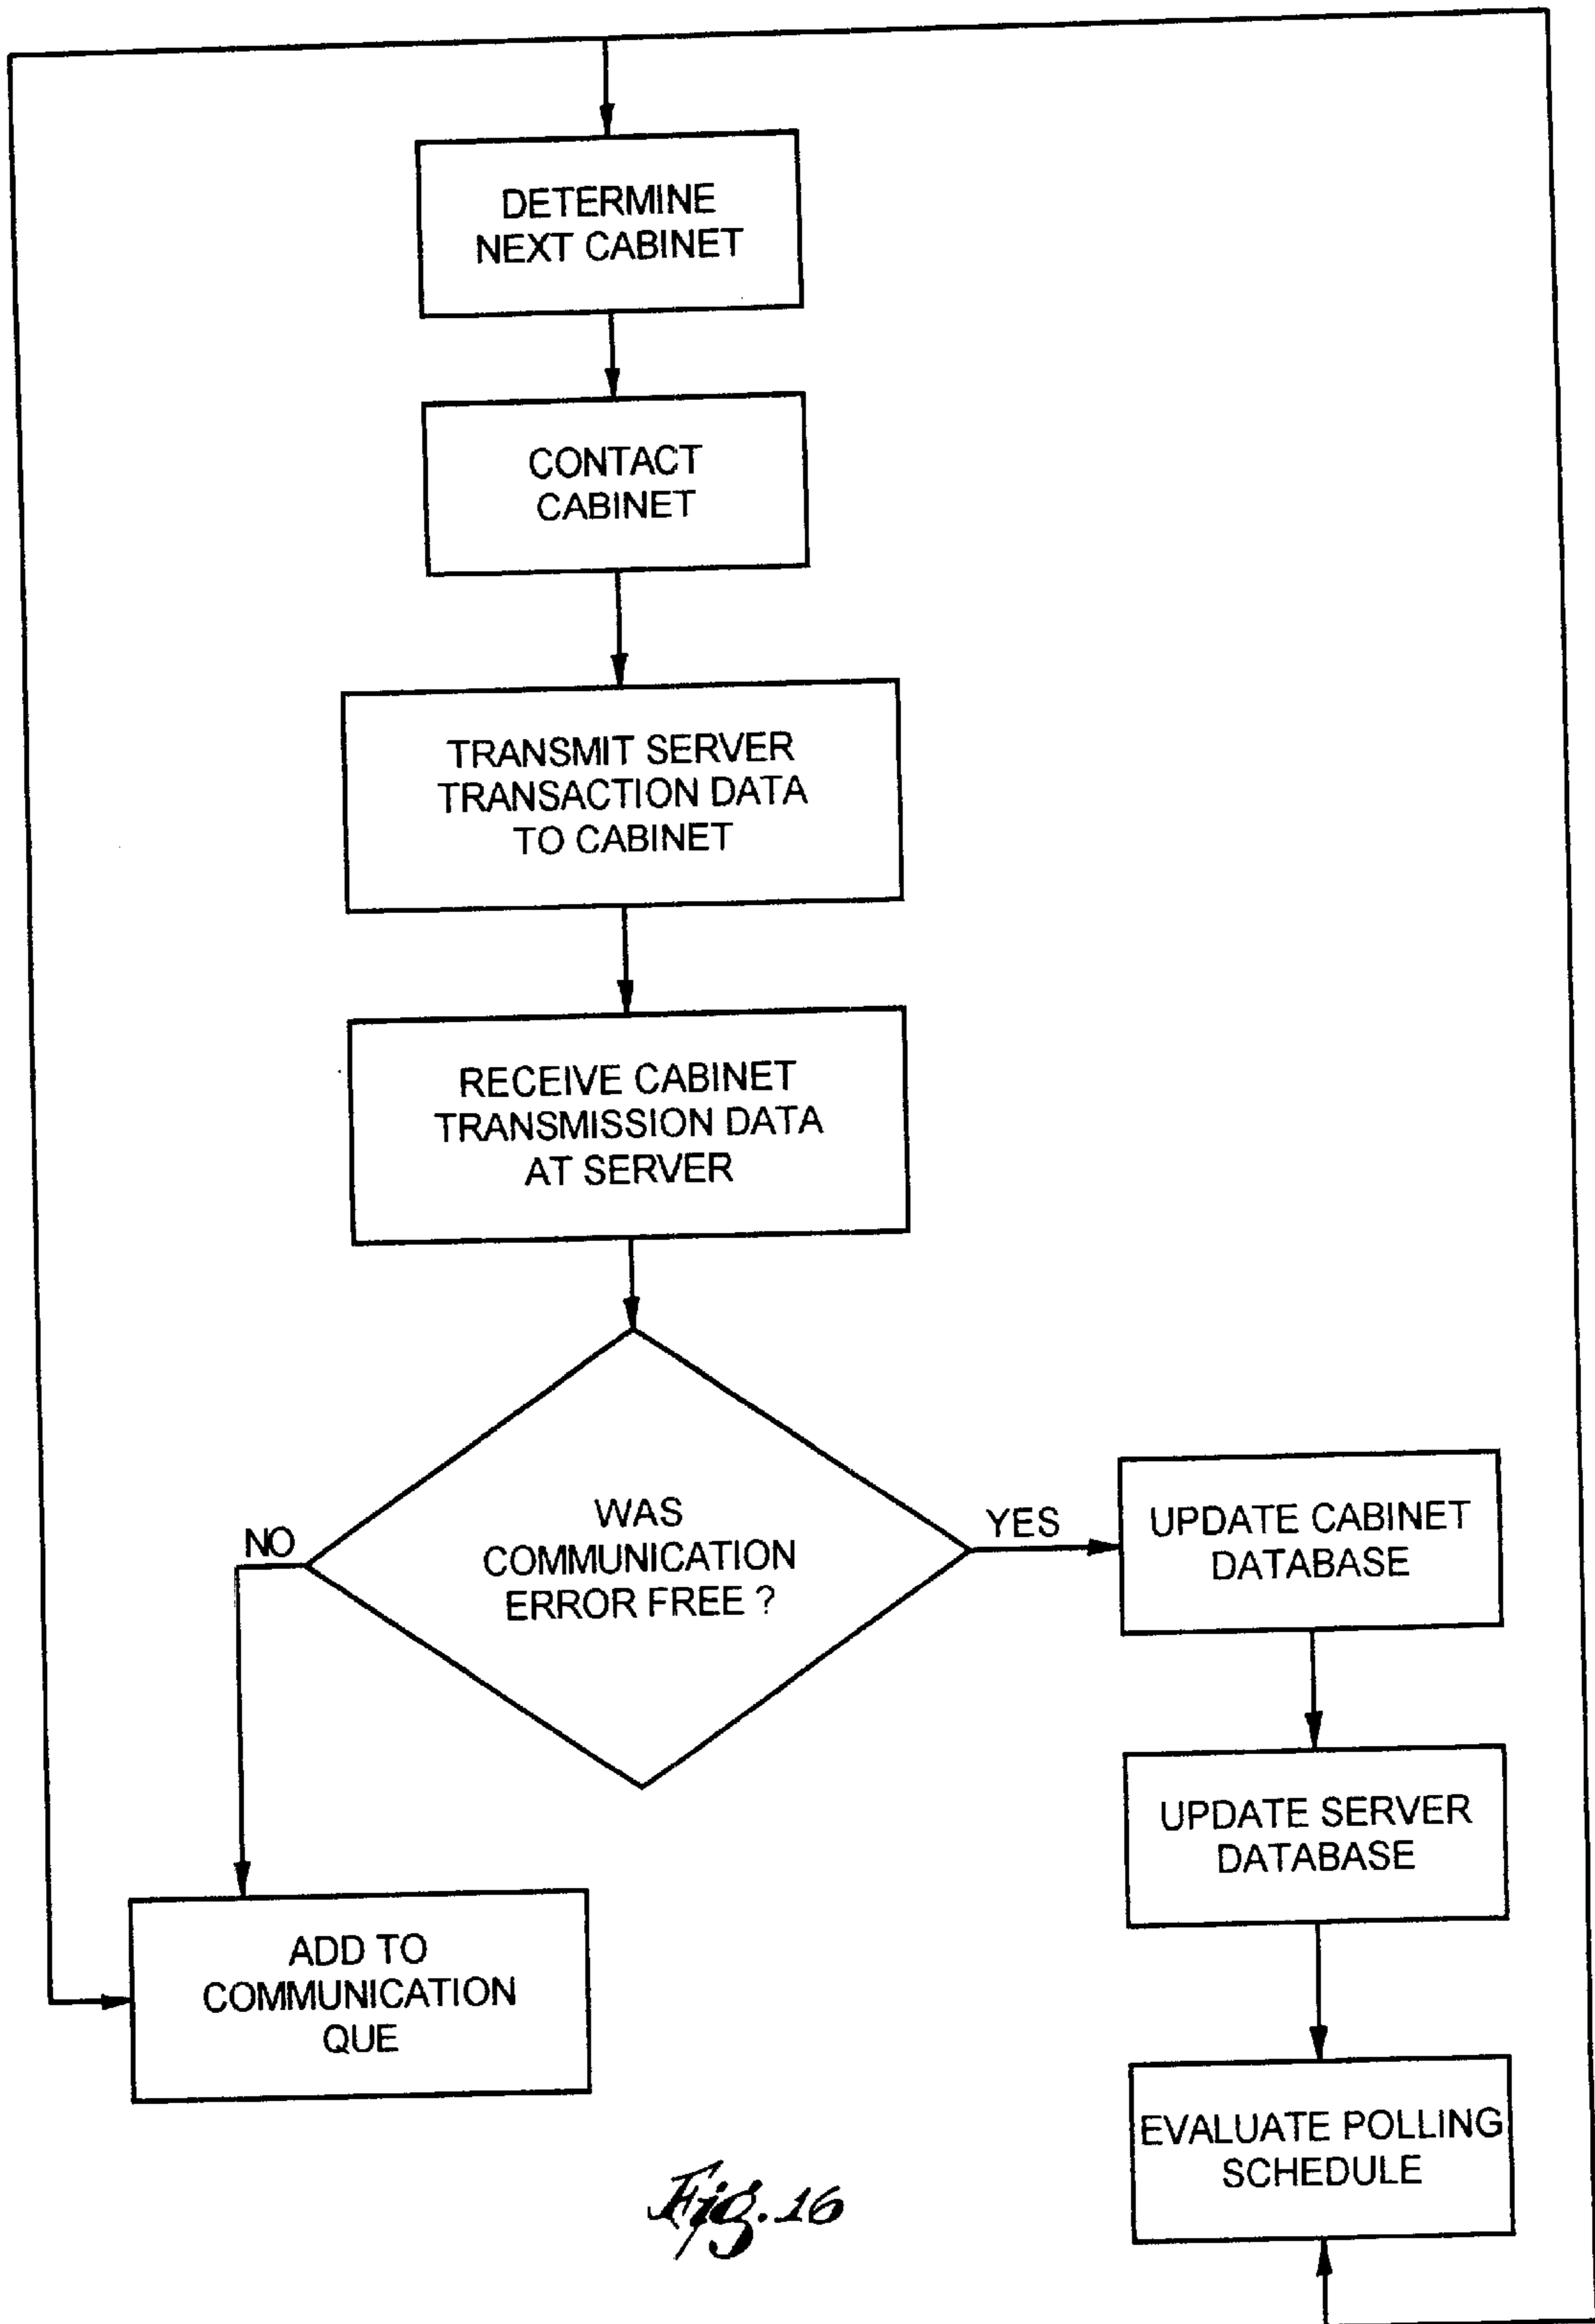 DETERMINE
NEXT CABINET
CONTACT
CABINET
TRANSMIT SERVER
TRANSACTION DATA
TO CABINET
RECEIVE CABINET
TRANSMISSION DATA
AT SERVER
WAS
COMMUNICATION
ERROR FREE ?
NO
YES
UPDATE CABINET
DATABASE
UPDATE SERVER
DATABASE
ADD TO
COMMUNICATION
QUE
EVALUATE POLLING
SCHEDULE
Fig. 16